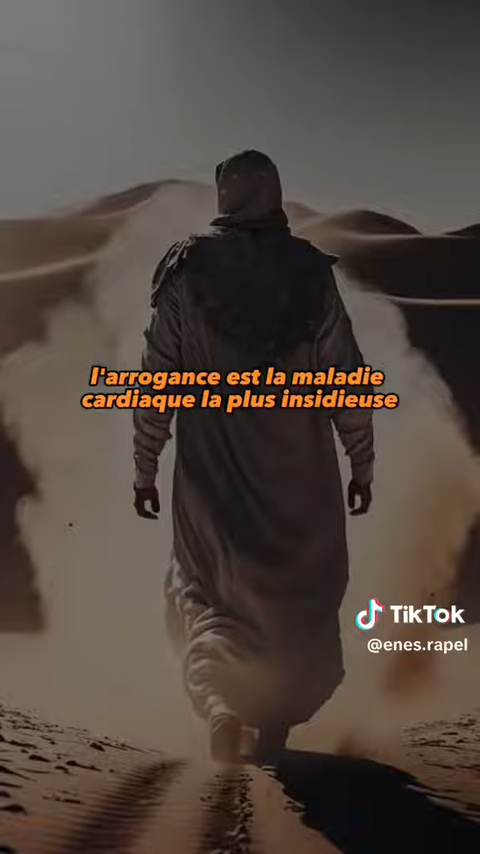 l'arrogance est la maladie
cardiaque la plus insidieuse
TikTok
@enes.rapel